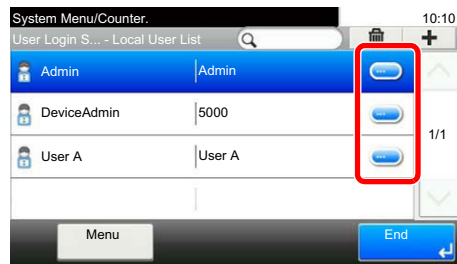 System Menu/Counter. 10:10
User Login S... - Local User List
Admin Admin
DeviceAdmin 5000
1/1
User A User A
Menu End